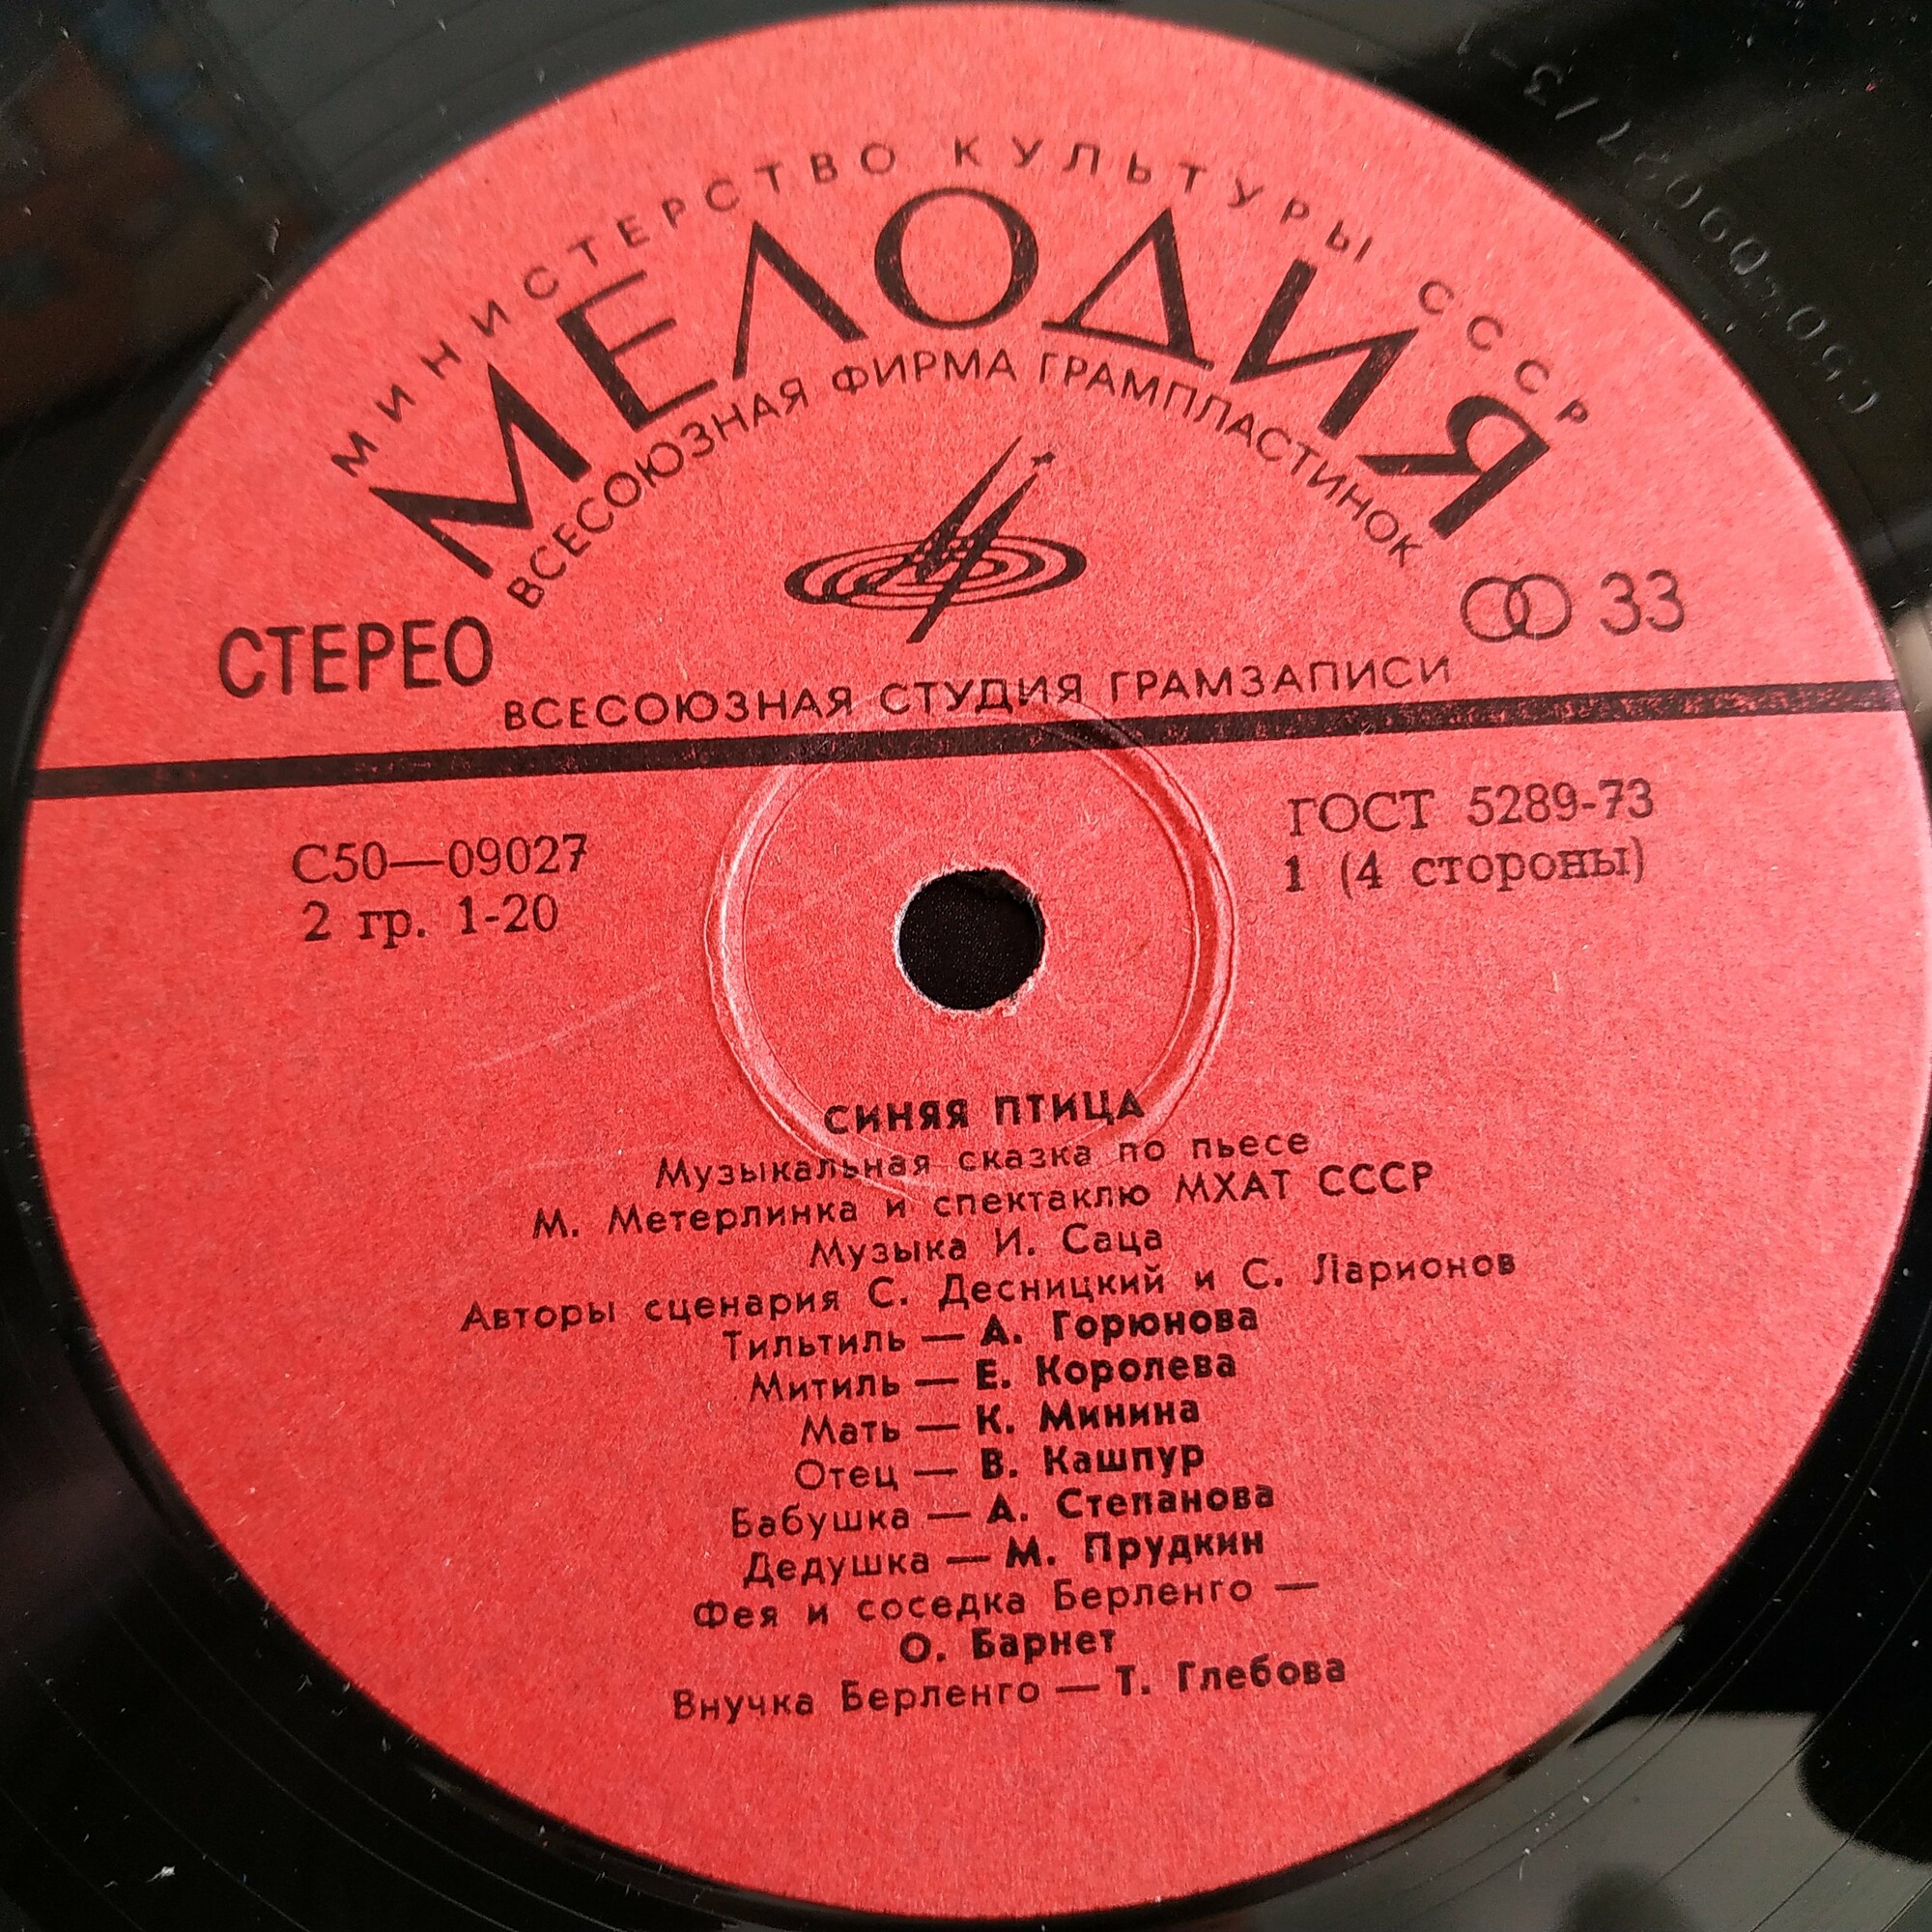 МИНИСТЕРСТВО КУЛЬТУРЫ СССР
МЕЛОДИЯ
ВСЕСОЮЗНАЯ ФИРМА ГРАМПЛАСТИНОК
СТЕРЕО
33
ВСЕСОЮЗНАЯ СТУДИЯ ГРАМЗАПИСИ
С50—09027
2 гр. 1-20
ГОСТ 5289-73
1 (4 стороны)
СИНЯЯ ПТИЦА
Музыкальная сказка по пьесе
М. Метерлинка и спектаклю МХАТ СССР
Музыка И. Саца
Авторы сценария С. Десницкий и С. Ларионов
Тильтиль — А. Горюнова
Митиль — Е. Королева
Мать — К. Минина
Отец — В. Кашпур
Бабушка — А. Степанова
Дедушка — М. Прудкин
Фея и соседка Берленго —
О. Барнет
Внучка Берленго — Т. Глебова